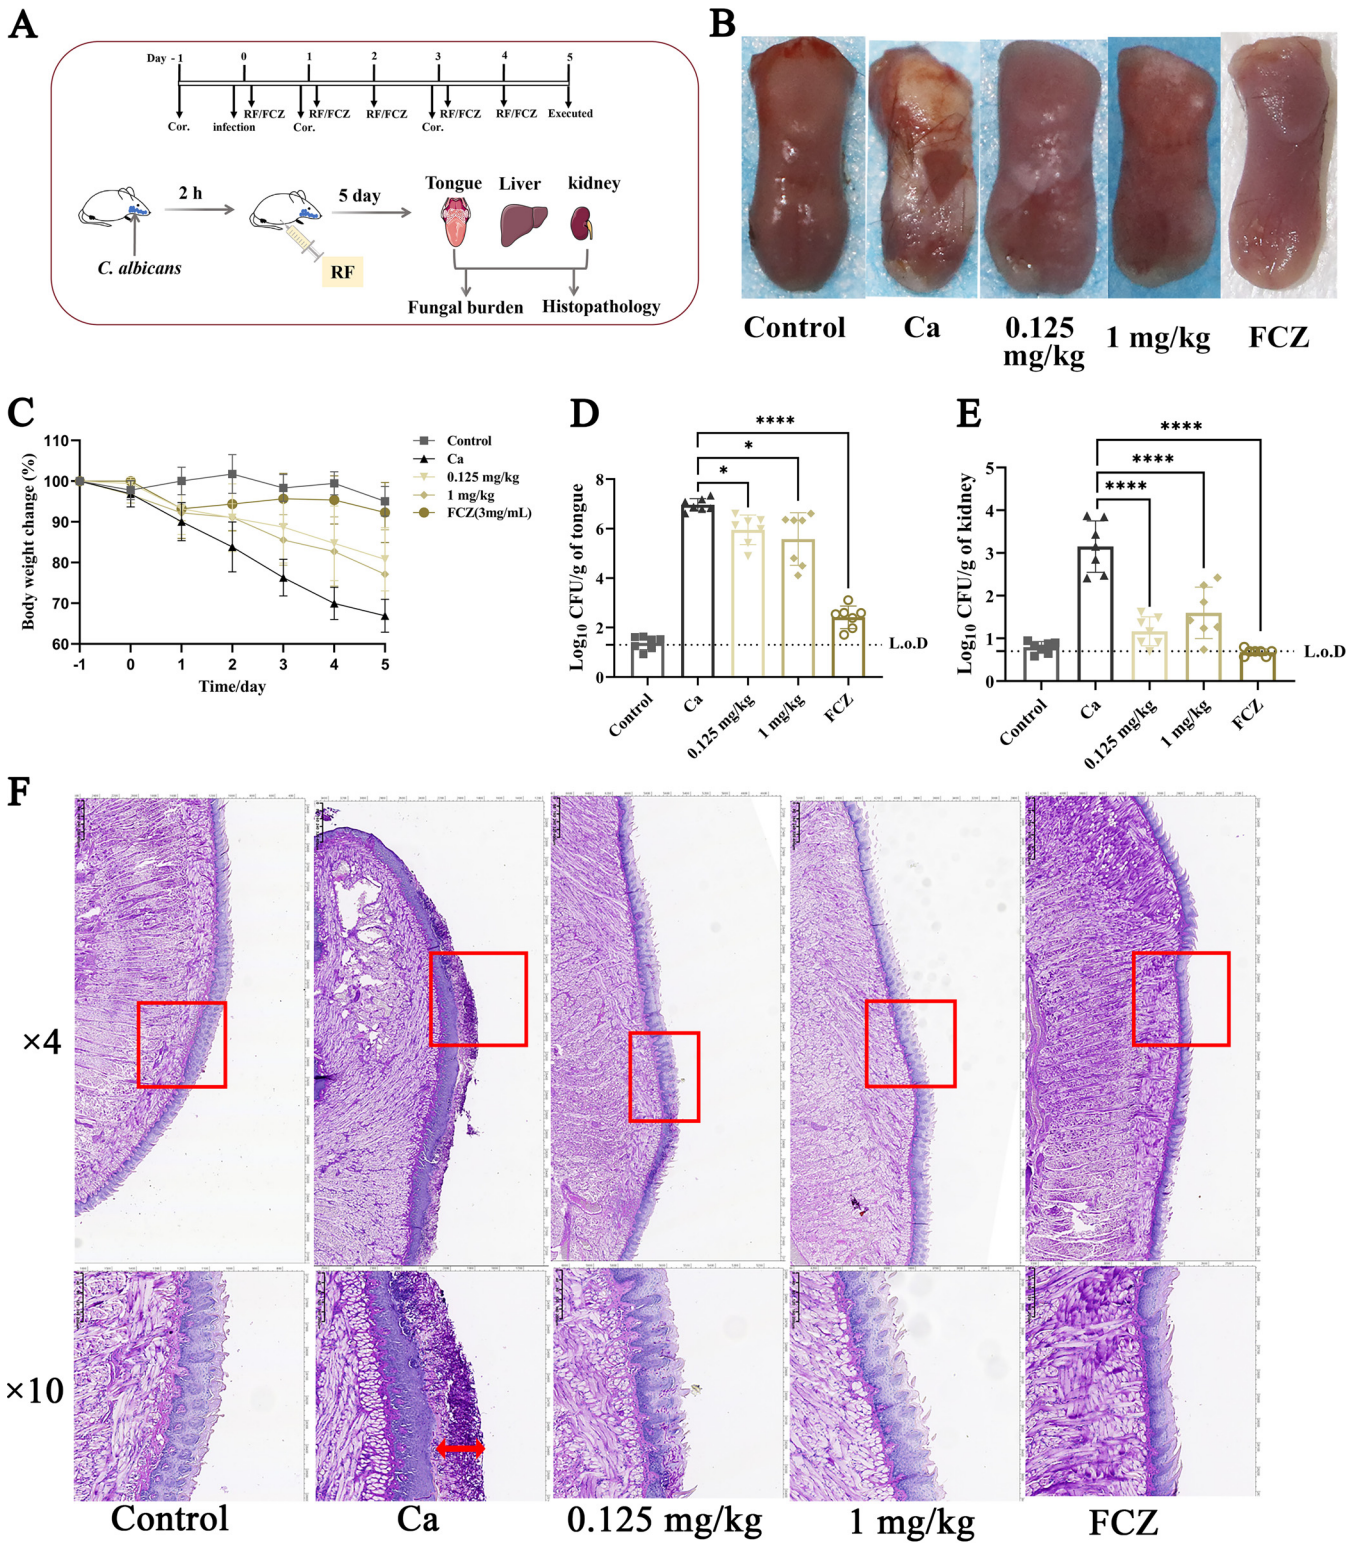 A
Day -1 0 1 2 3 4 5
RF/FCZ RF/FCZ RF/FCZ RF/FCZ RF/FCZ Executed
Cor. infection Cor. Cor.
2 h
5 day
Tongue Liver kidney
C. albicans
RF
Fungal burden Histopathology
B
Control Ca 0.125 mg/kg 1 mg/kg FCZ
C
Body weight change (%)
110
100
90
80
70
60
-1 0 1 2 3 4 5
Time/day
Control
Ca
0.125 mg/kg
1 mg/kg
FCZ(3mg/mL)
D
Log10 CFU/g of tongue
****
*
*
8
6
4
2
0
L.o.D
Control Ca 0.125 mg/kg 1 mg/kg FCZ
E
Log10 CFU/g of kidney
****
****
****
5
4
3
2
1
0
L.o.D
Control Ca 0.125 mg/kg 1 mg/kg FCZ
F
×4
×10
Control Ca 0.125 mg/kg 1 mg/kg FCZ